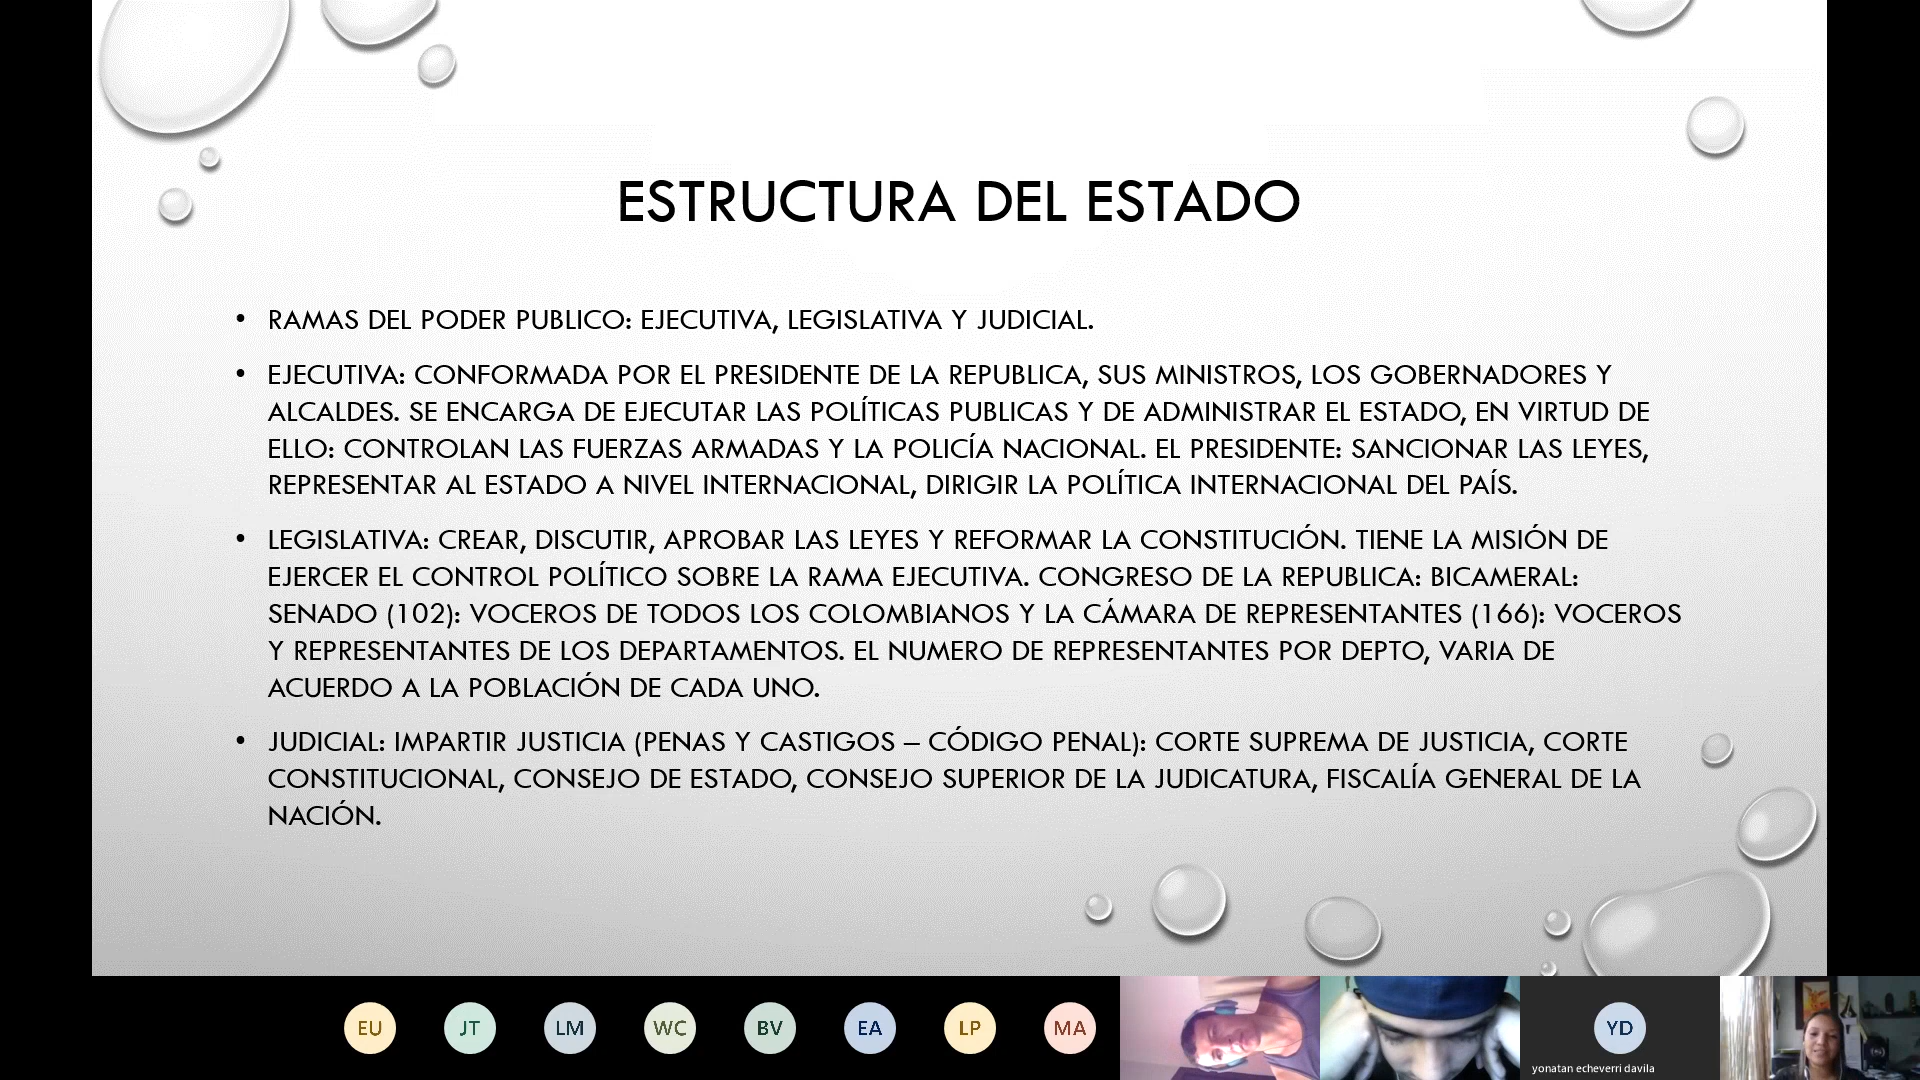 ESTRUCTURA DEL ESTADO
• RAMAS DEL PODER PUBLICO: EJECUTIVA, LEGISLATIVA Y JUDICIAL.
• EJECUTIVA: CONFORMADA POR EL PRESIDENTE DE LA REPUBLICA, SUS MINISTROS, LOS GOBERNADORES Y
ALCALDES. SE ENCARGA DE EJECUTAR LAS POLÍTICAS PUBLICAS Y DE ADMINISTRAR EL ESTADO, EN VIRTUD DE
ELLO: CONTROLAN LAS FUERZAS ARMADAS Y LA POLICÍA NACIONAL. EL PRESIDENTE: SANCIONAR LAS LEYES,
REPRESENTAR AL ESTADO A NIVEL INTERNACIONAL, DIRIGIR LA POLÍTICA INTERNACIONAL DEL PAÍS.
• LEGISLATIVA: CREAR, DISCUTIR, APROBAR LAS LEYES Y REFORMAR LA CONSTITUCIÓN. TIENE LA MISIÓN DE
EJERCER EL CONTROL POLÍTICO SOBRE LA RAMA EJECUTIVA. CONGRESO DE LA REPUBLICA: BICAMERAL:
SENADO (102): VOCEROS DE TODOS LOS COLOMBIANOS Y LA CÁMARA DE REPRESENTANTES (166): VOCEROS
Y REPRESENTANTES DE LOS DEPARTAMENTOS. EL NUMERO DE REPRESENTANTES POR DEPTO, VARIA DE
ACUERDO A LA POBLACIÓN DE CADA UNO.
• JUDICIAL: IMPARTIR JUSTICIA (PENAS Y CASTIGOS – CÓDIGO PENAL): CORTE SUPREMA DE JUSTICIA, CORTE
CONSTITUCIONAL, CONSEJO DE ESTADO, CONSEJO SUPERIOR DE LA JUDICATURA, FISCALÍA GENERAL DE LA
NACIÓN.
EU JT LM WC BV EA LP MA YD
yonatan echeverri davila